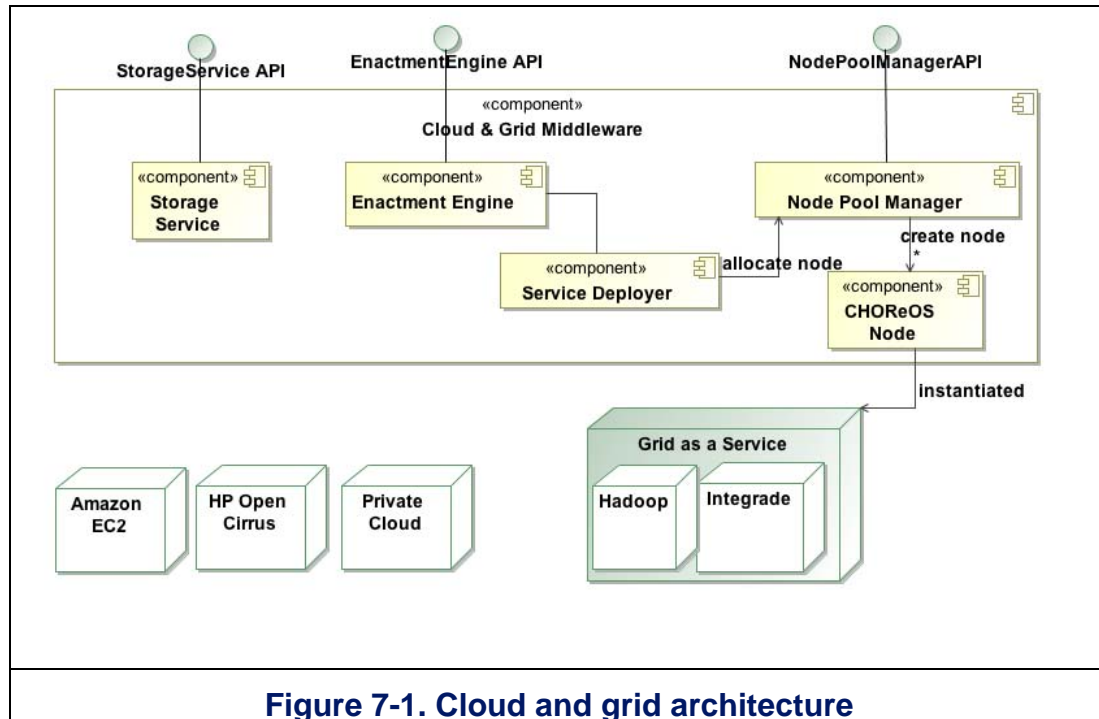 StorageService API
EnactmentEngine API
NodePoolManagerAPI
«component»
Cloud & Grid Middleware
«component»
Storage
Service
«component»
Enactment Engine
«component»
Node Pool Manager
«component»
Service Deployer
allocate node
create node
*
«component»
CHOReOS
Node
instantiated
Grid as a Service
Hadoop
Integrade
Amazon
EC2
HP Open
Cirrus
Private
Cloud
Figure 7-1. Cloud and grid architecture